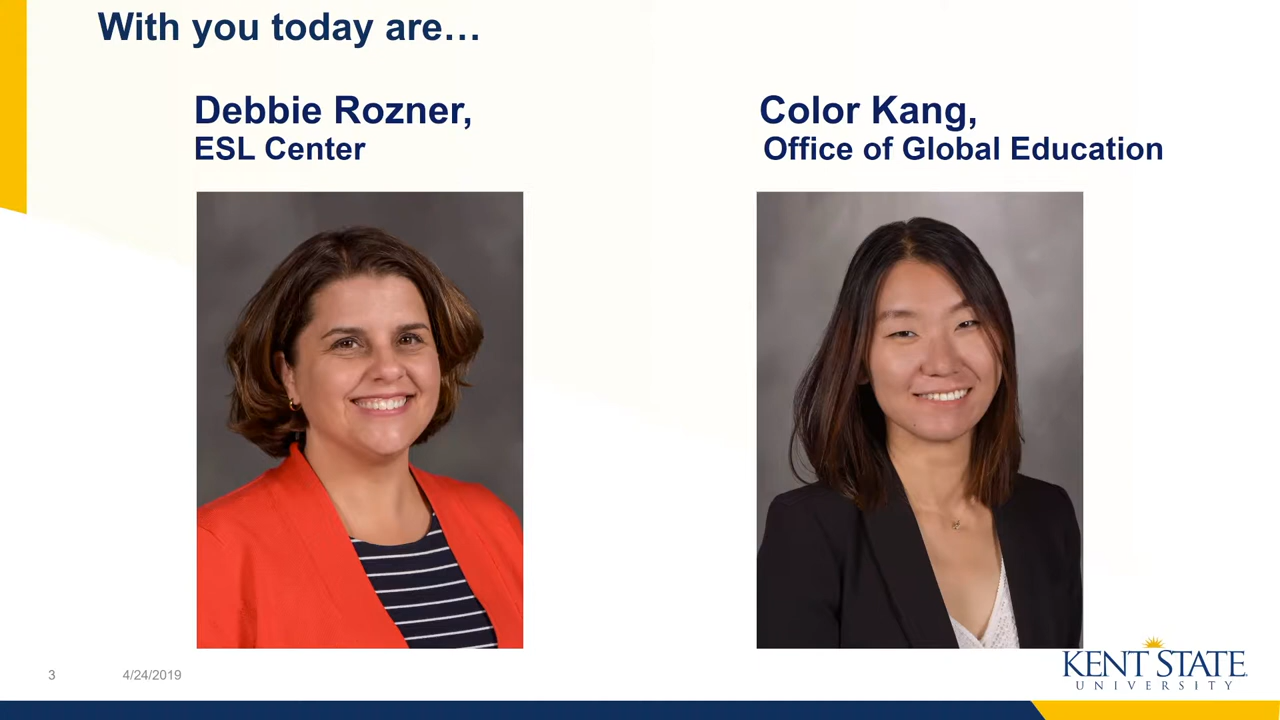 With you today are…
Debbie Rozner,
ESL Center
Color Kang,
Office of Global Education
3
4/24/2019
KENT STATE
UNIVERSITY